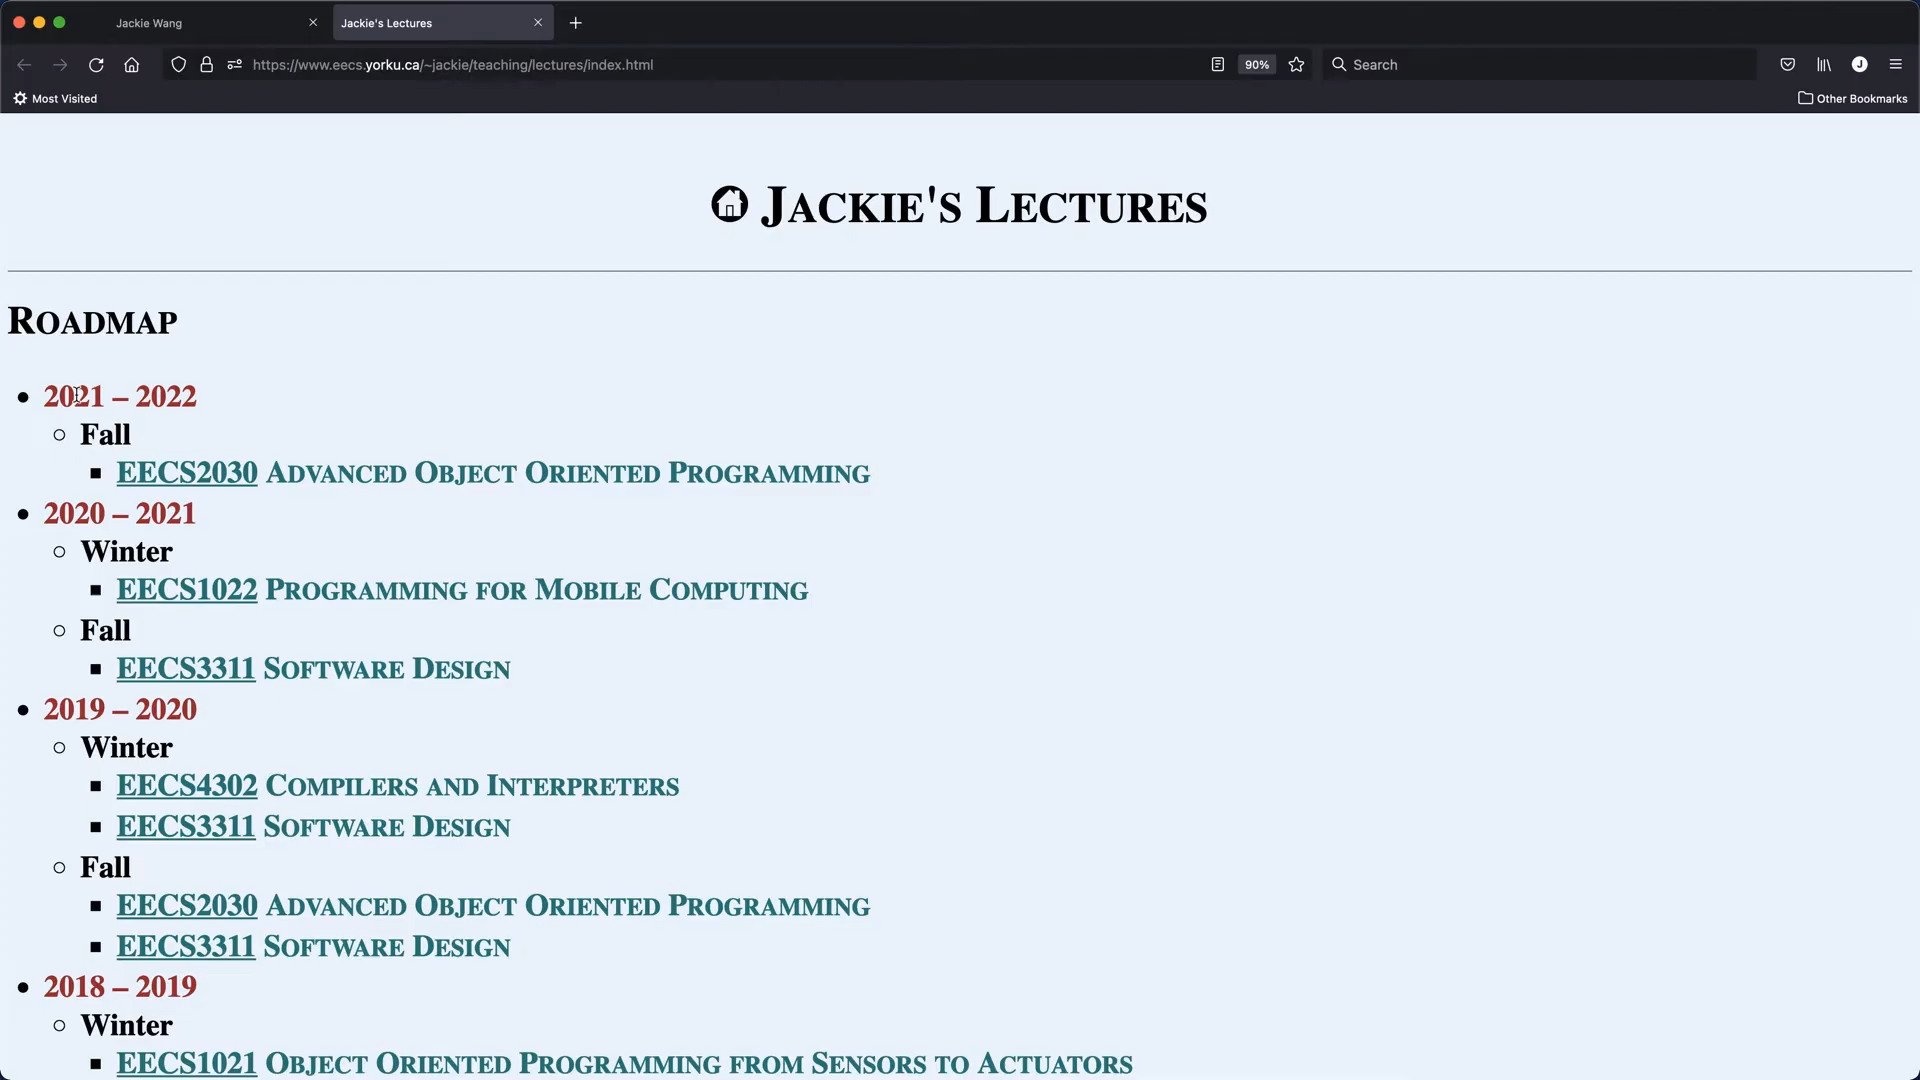 Jackie Wang
Jackie's Lectures
https://www.eecs.yorku.ca/~jackie/teaching/lectures/index.html
90%
Search
J
Most Visited
Other Bookmarks
JACKIE'S LECTURES
ROADMAP
2021 – 2022
Fall
EECS2030 ADVANCED OBJECT ORIENTED PROGRAMMING
2020 – 2021
Winter
EECS1022 PROGRAMMING FOR MOBILE COMPUTING
Fall
EECS3311 SOFTWARE DESIGN
2019 – 2020
Winter
EECS4302 COMPILERS AND INTERPRETERS
EECS3311 SOFTWARE DESIGN
Fall
EECS2030 ADVANCED OBJECT ORIENTED PROGRAMMING
EECS3311 SOFTWARE DESIGN
2018 – 2019
Winter
EECS1021 OBJECT ORIENTED PROGRAMMING FROM SENSORS TO ACTUATORS